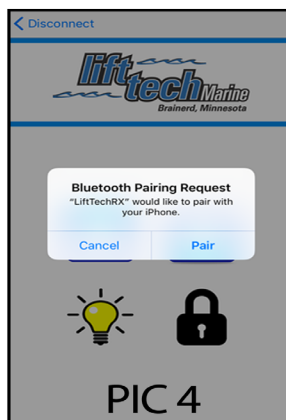 Disconnect
lift
tech Marine
Brainerd, Minnesota
Bluetooth Pairing Request
“LiftTechRX” would like to pair with
your iPhone.
Cancel Pair
PIC 4